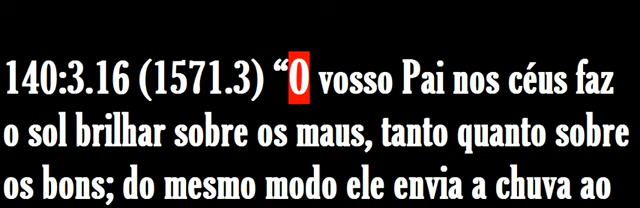 140:3.16 (1571.3) “O vosso Pai nos céus faz
o sol brilhar sobre os maus, tanto quanto sobre
os bons; do mesmo modo ele envia a chuva ao